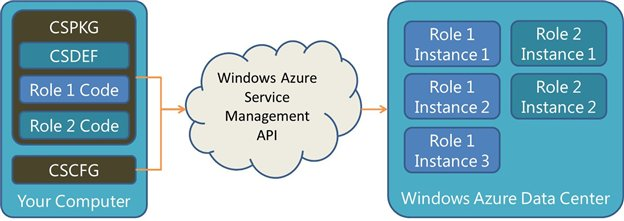 CSPKG
CSDEF
Role 1 Code
Role 2 Code
CSCFG
Your Computer
Windows Azure
Service
Management
API
Role 1
Instance 1
Role 2
Instance 1
Role 1
Instance 2
Role 2
Instance 2
Role 1
Instance 3
Windows Azure Data Center